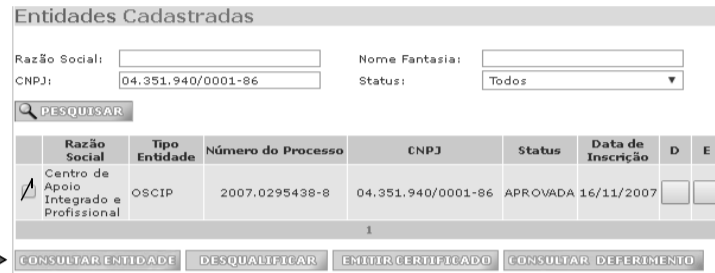 Entidades Cadastradas
Razão Social: Nome Fantasia:
CNPJ: 04.351.940/0001-86 Status: Todos
PESQUISAR
Razão Social Tipo Entidade Número do Processo CNPJ Status Data de Inscrição D E
Centro de Apoio Integrado e Profissional OSCIP 2007.0295438-8 04.351.940/0001-86 APROVADA 16/11/2007
1
CONSULTAR ENTIDADE DESQUALIFICAR EMITIR CERTIFICADO CONSULTAR DEFERIMENTO